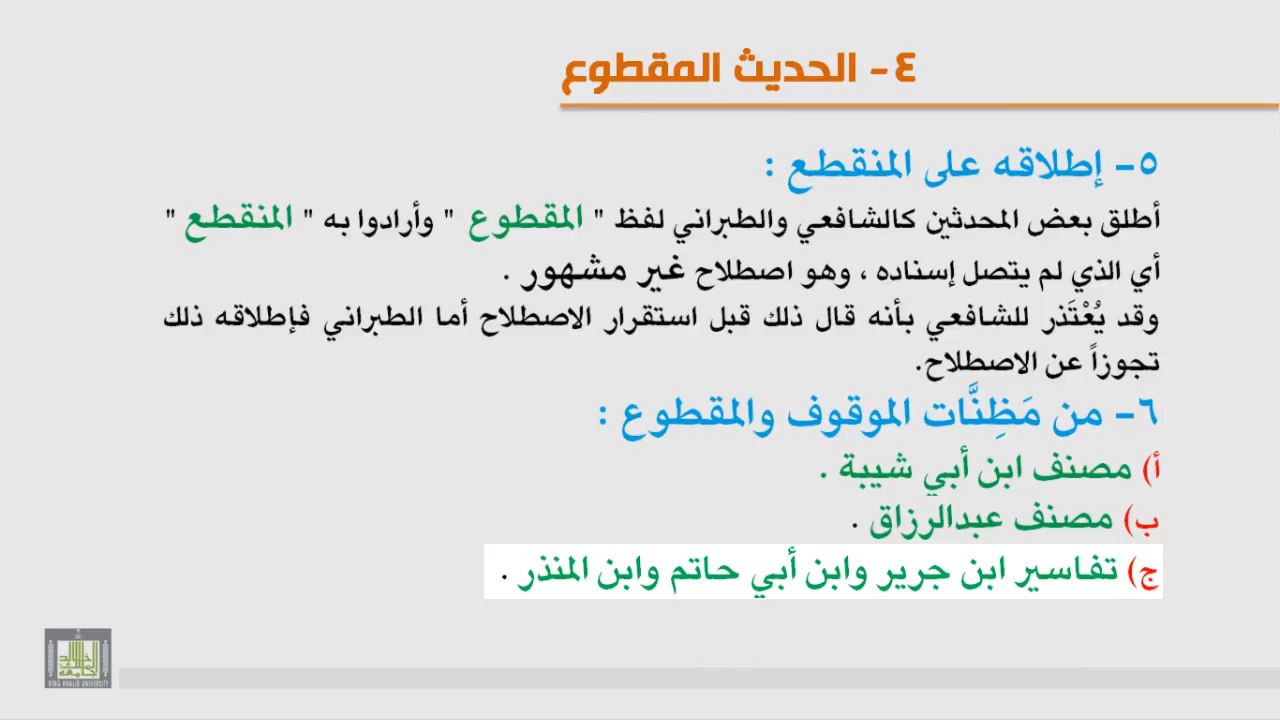 ٤- الحديث المقطوع
٥- إطلاقه على المنقطع :
أطلق بعض المحدثين كالشافعي والطبراني لفظ " المقطوع " وأرادوا به " المنقطع "
أي الذي لم يتصل إسناده ، وهو اصطلاح غير مشهور .
وقد يُعْتَذر للشافعي بأنه قال ذلك قبل استقرار الاصطلاح أما الطبراني فإطلاقه ذلك
تجوزاً عن الاصطلاح.
٦- من مَظِنَّات الموقوف والمقطوع :
أ) مصنف ابن أبي شيبة .
ب) مصنف عبدالرزاق .
ج) تفاسير ابن جرير وابن أبي حاتم وابن المنذر .
KING KHALID UNIVERSITY